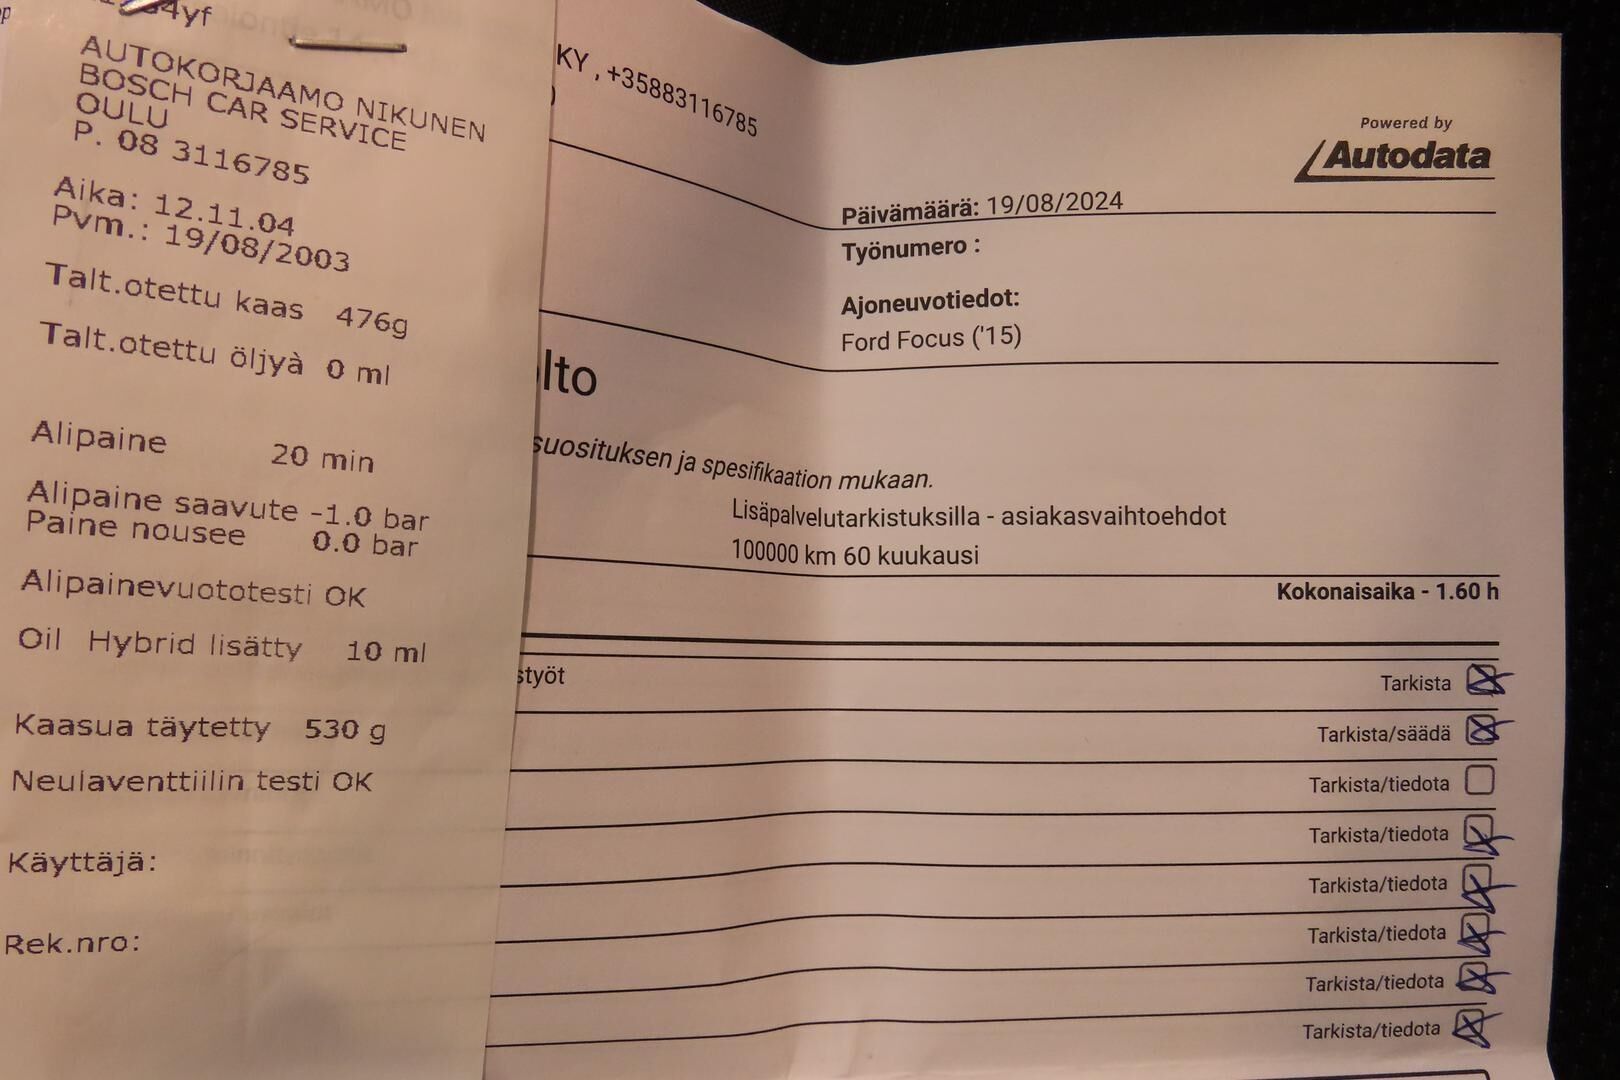 4yf
AUTOKORJAAMO NIKUNEN
BOSCH CAR SERVICE
OULU
P. 08 3116785
Aika: 12.11.04
Pvm.: 19/08/2003
Talt.otettu kaas 476g
Talt.otettu öljyà 0 ml
Alipaine 20 min
Alipaine saavute -1.0 bar
Paine nousee 0.0 bar
Alipainevuototesti OK
Oil Hybrid lisätty 10 ml
Kaasua täytetty 530 g
Neulaventtiilin testi OK
Käyttäjä:
Rek.nro:
KY , +35883116785
Powered by
Autodata
Päivämäärä: 19/08/2024
Työnumero :
Ajoneuvotiedot:
Ford Focus ('15)
lto
suosituksen ja spesifikaation mukaan.
Lisäpalvelutarkistuksilla - asiakasvaihtoehdot
100000 km 60 kuukausi
Kokonaisaika - 1.60 h
styöt Tarkista
Tarkista/säädä
Tarkista/tiedota
Tarkista/tiedota
Tarkista/tiedota
Tarkista/tiedota
Tarkista/tiedota
Tarkista/tiedota